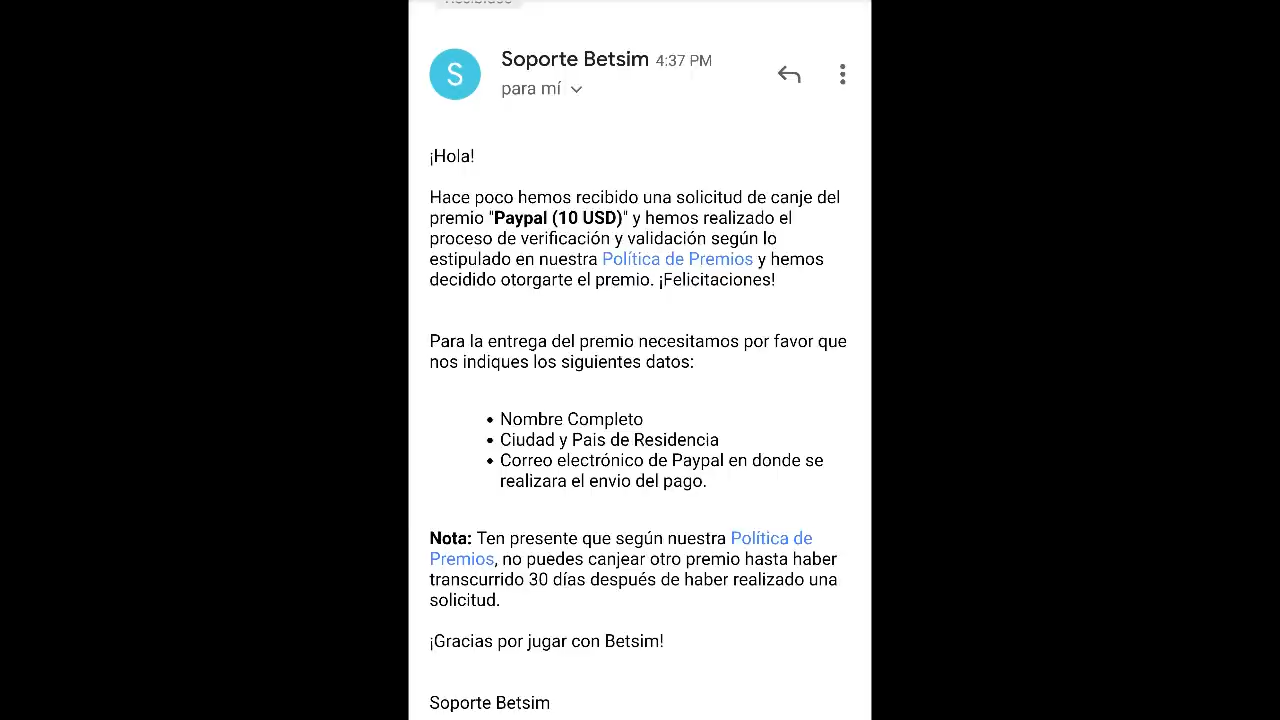 Soporte Betsim 4:37 PM
S
para mí
¡Hola!
Hace poco hemos recibido una solicitud de canje del
premio "Paypal (10 USD)" y hemos realizado el
proceso de verificación y validación según lo
estipulado en nuestra Política de Premios y hemos
decidido otorgarte el premio. ¡Felicitaciones!
Para la entrega del premio necesitamos por favor que
nos indiques los siguientes datos:
• Nombre Completo
• Ciudad y País de Residencia
• Correo electrónico de Paypal en donde se
realizara el envio del pago.
Nota: Ten presente que según nuestra Política de
Premios, no puedes canjear otro premio hasta haber
transcurrido 30 días después de haber realizado una
solicitud.
¡Gracias por jugar con Betsim!
Soporte Betsim